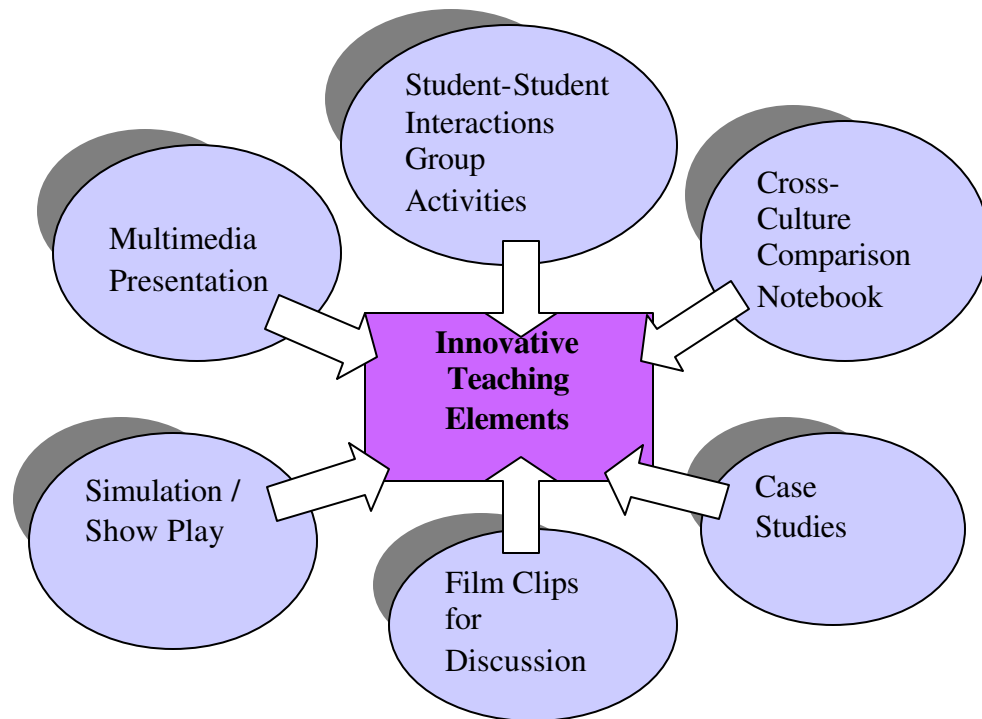 Student-Student
Interactions
Group
Activities
Cross-
Culture
Comparison
Notebook
Multimedia
Presentation
Innovative
Teaching
Elements
Simulation /
Show Play
Case
Studies
Film Clips
for
Discussion